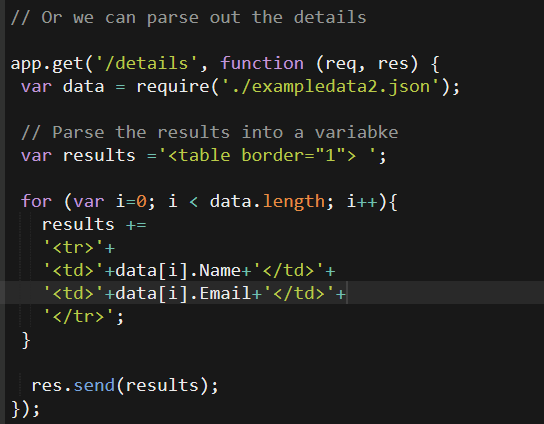 // Or we can parse out the details
app.get('/details', function (req, res) {
var data = require('./exampledata2.json');
// Parse the results into a variabke
var results ='<table border="1"> ';
for (var i=0; i < data.length; i++){
results +=
'<tr>'+
'<td>'+data[i].Name+'</td>'+
'<td>'+data[i].Email+'</td>'+
'</tr>';
}
res.send(results);
});